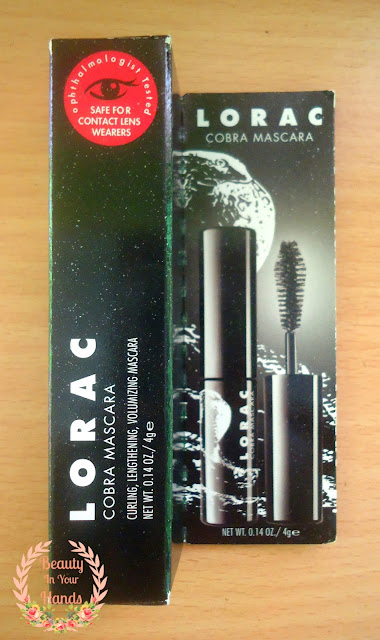 ophthalmologist Tested
SAFE FOR
CONTACT LENS
WEARERS
LORAC
COBRA MASCARA
CURLING, LENGTHENING, VOLUMIZING MASCARA
NET WT. 0.14 OZ./4g℮
LORAC
COBRA MASCARA
LORAC
NET WT. 0.14 OZ./ 4g℮
Beauty
In Your
Hands